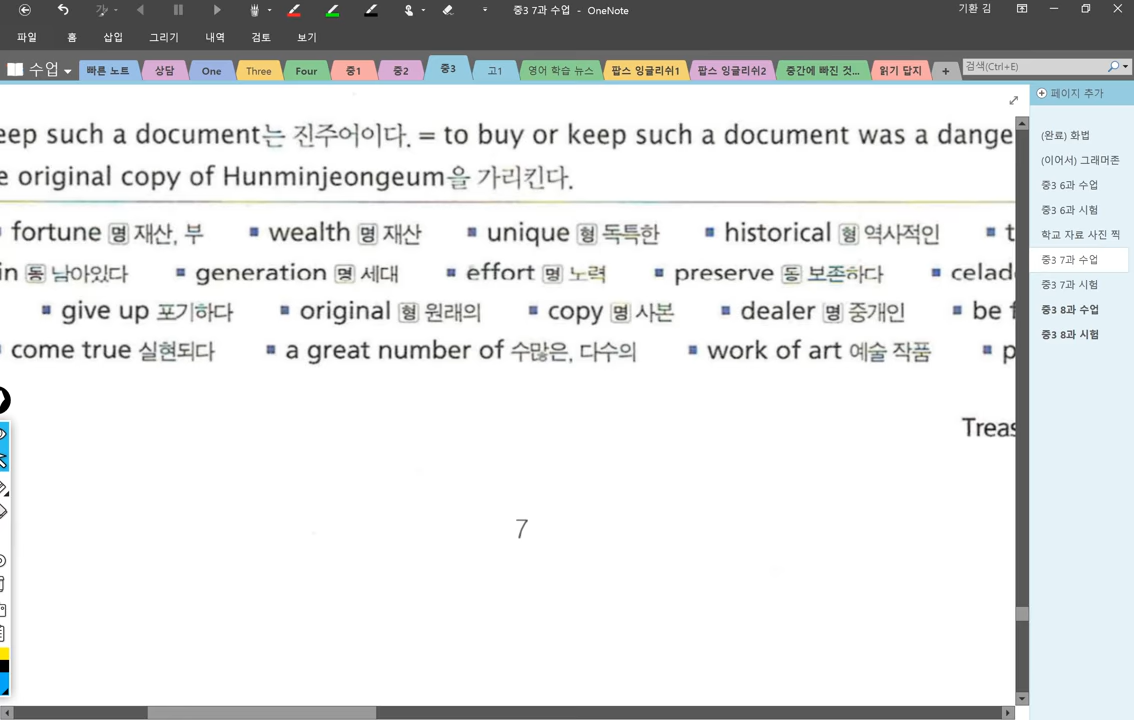 중3 7과 수업 - OneNote
기환 김
파일 홈 삽입 그리기 내역 검토 보기
수업 빠른 노트 상담 One Three Four 중1 중2 중3 고1 영어 학습 뉴스 팝스 잉글리쉬1 팝스 잉글리쉬2 중간에 빠진 것... 읽기 답지 + 검색(Ctrl+E)
페이지 추가
(완료) 화법
(이어서) 그래머존
중3 6과 수업
중3 6과 시험
학교 자료 사진 찍
중3 7과 수업
중3 7과 시험
중3 8과 수업
중3 8과 시험
eep such a document는 진주어이다. = to buy or keep such a document was a dange
e original copy of Hunminjeongeum을 가리킨다.
fortune 명 재산, 부 ▪ wealth 명 재산 ▪ unique 형 독특한 ▪ historical 형 역사적인 ▪ t
in 동 남아있다 ▪ generation 명 세대 ▪ effort 명 노력 ▪ preserve 동 보존하다 ▪ celad
▪ give up 포기하다 ▪ original 형 원래의 ▪ copy 명 사본 ▪ dealer 명 중개인 ▪ be f
come true 실현되다 ▪ a great number of 수많은, 다수의 ▪ work of art 예술 작품 ▪ p
Treas
7